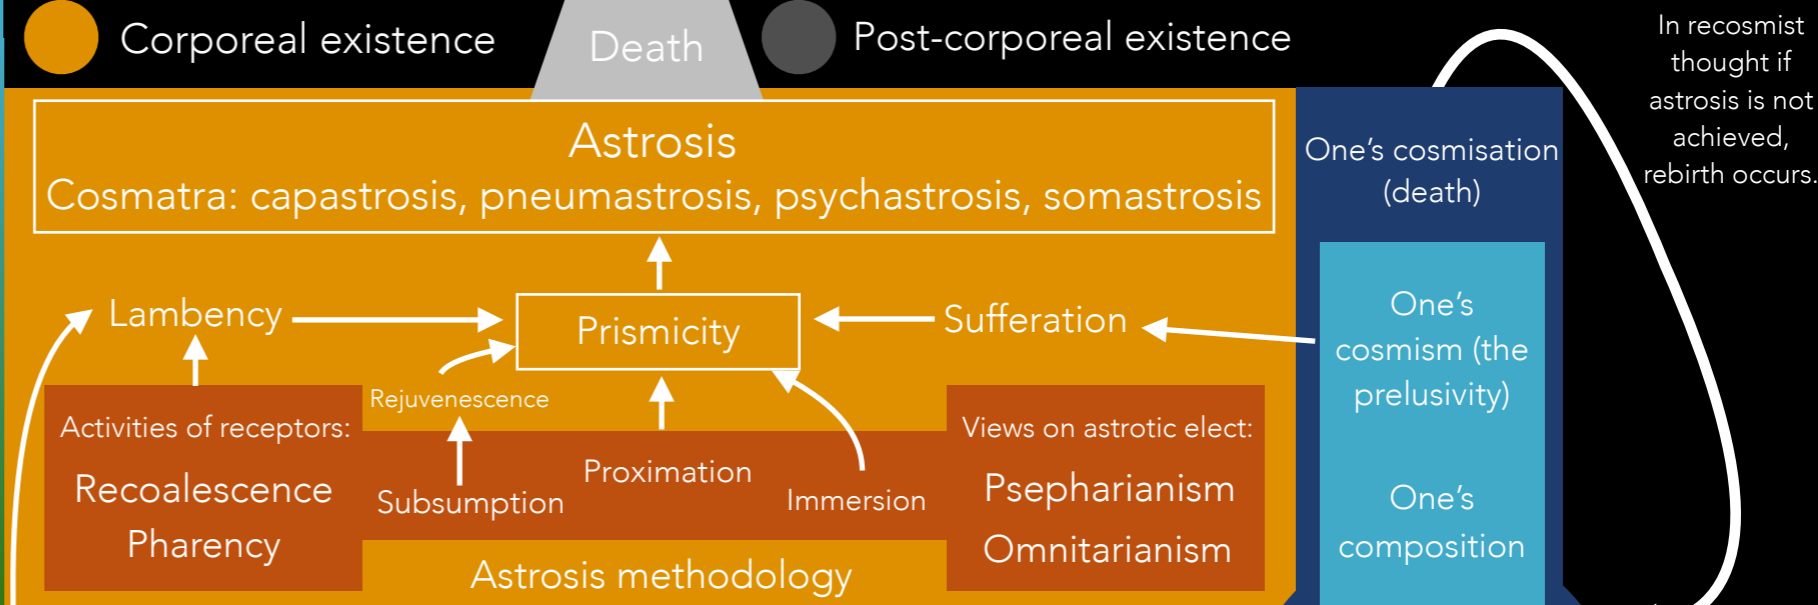 Corporeal existence
Death
Post-corporeal existence
In recosmist
thought if
astrosis is not
achieved,
rebirth occurs.
Astrosis
Cosmatra: capastrosis, pneumastrosis, psychastrosis, somastrosis
One’s cosmisation
(death)
Lambency
Prismicity
Sufferation
One’s
cosmism (the
prelusivity)
Rejuvenescence
Activities of receptors:
Recoalescence
Pharency
Subsumption
Proximation
Immersion
Views on astrotic elect:
Psepharianism
Omnitarianism
One’s
composition
Astrosis methodology